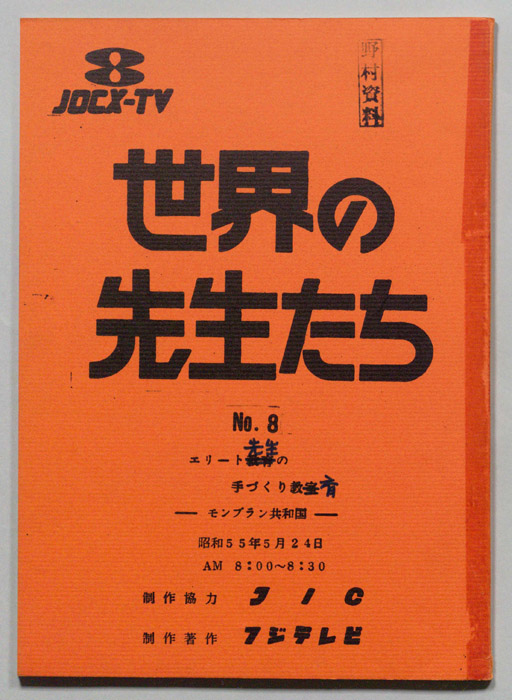 8
JOCX-TV
野村資料
世界の
先生たち
No. 8
エリート先生の
手づくり教育
モンブラン共和国
昭和55年5月24日
AM 8:00〜8:30
制作協力 JIC
制作著作 フジテレビ